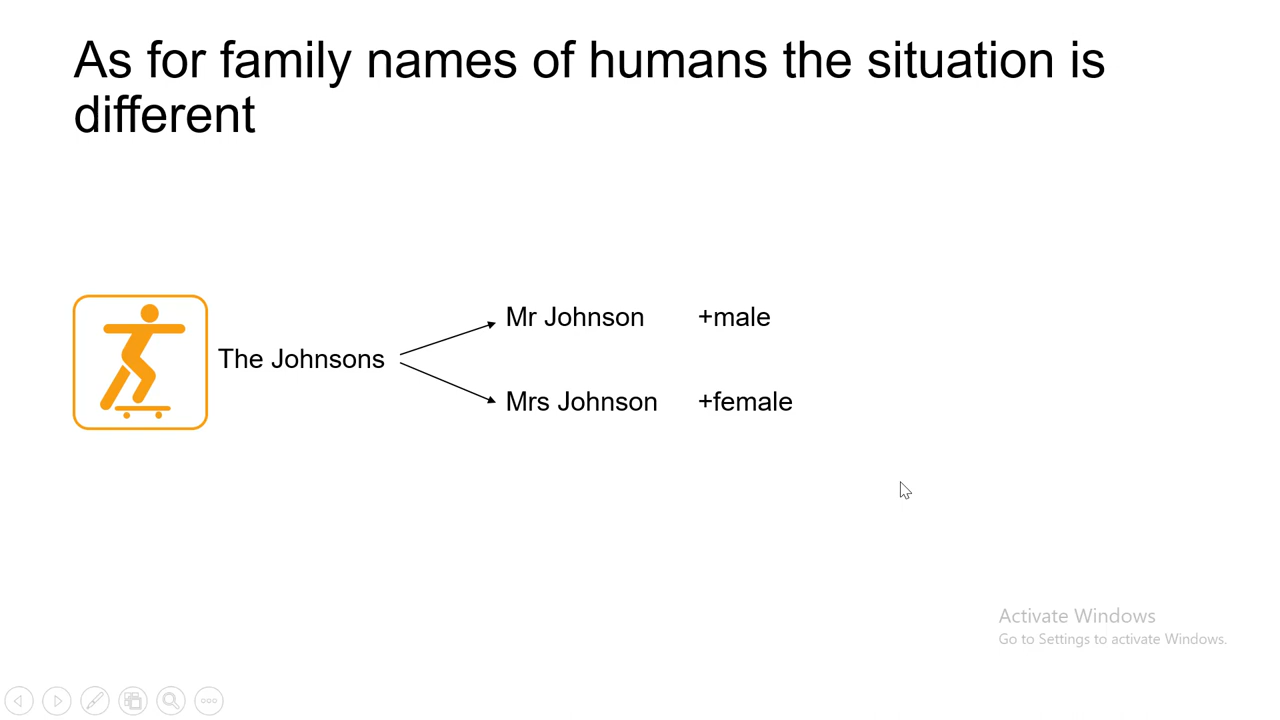 As for family names of humans the situation is
different
Mr Johnson +male
The Johnsons
Mrs Johnson +female
Activate Windows
Go to Settings to activate Windows.